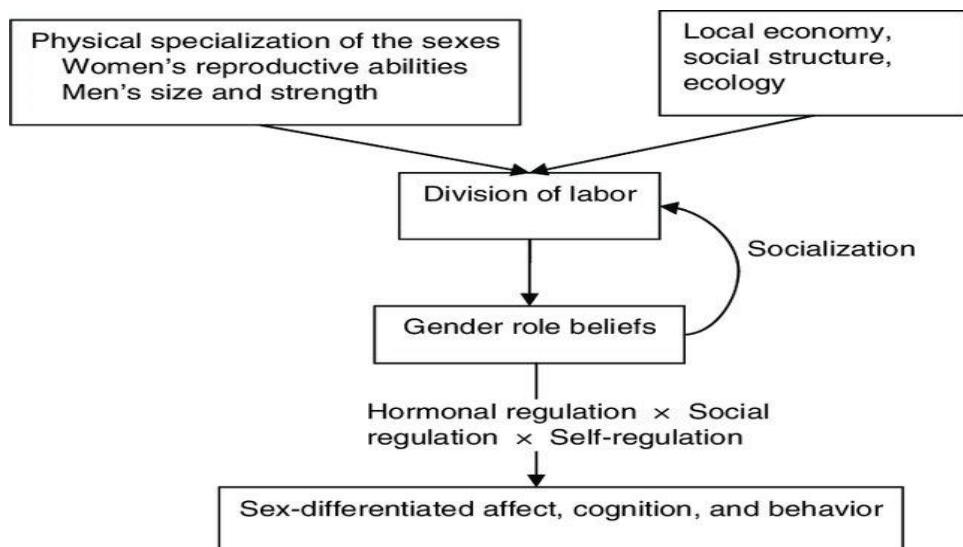 Physical specialization of the sexes
Women's reproductive abilities
Men's size and strength
Local economy,
social structure,
ecology
Division of labor
Socialization
Gender role beliefs
Hormonal regulation × Social
regulation × Self-regulation
Sex-differentiated affect, cognition, and behavior